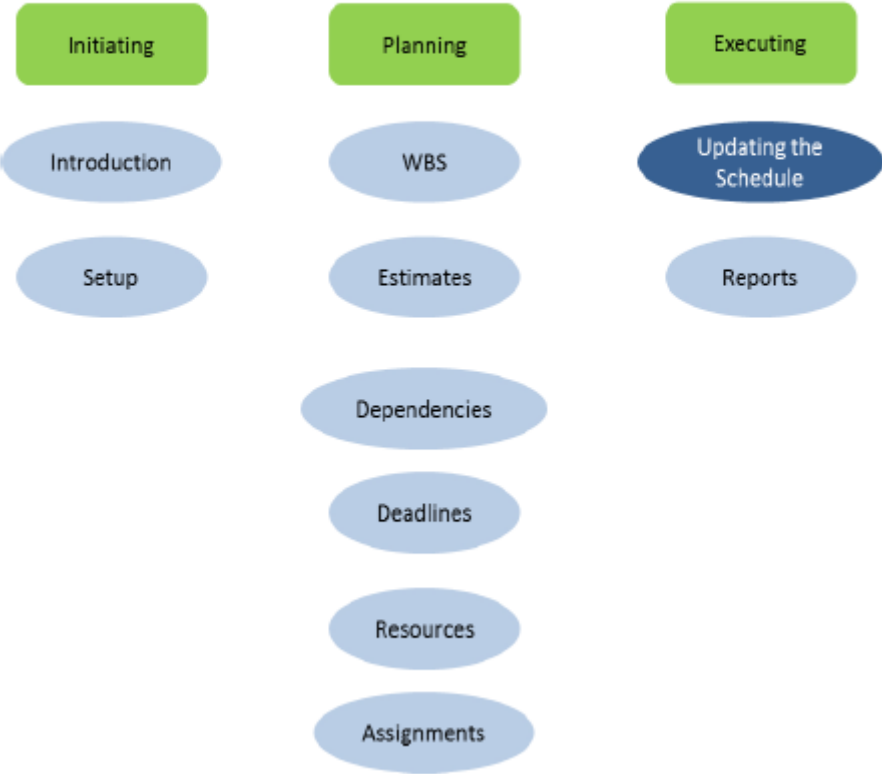 Initiating
Planning
Executing
Introduction
WBS
Updating the
Schedule
Setup
Estimates
Reports
Dependencies
Deadlines
Resources
Assignments